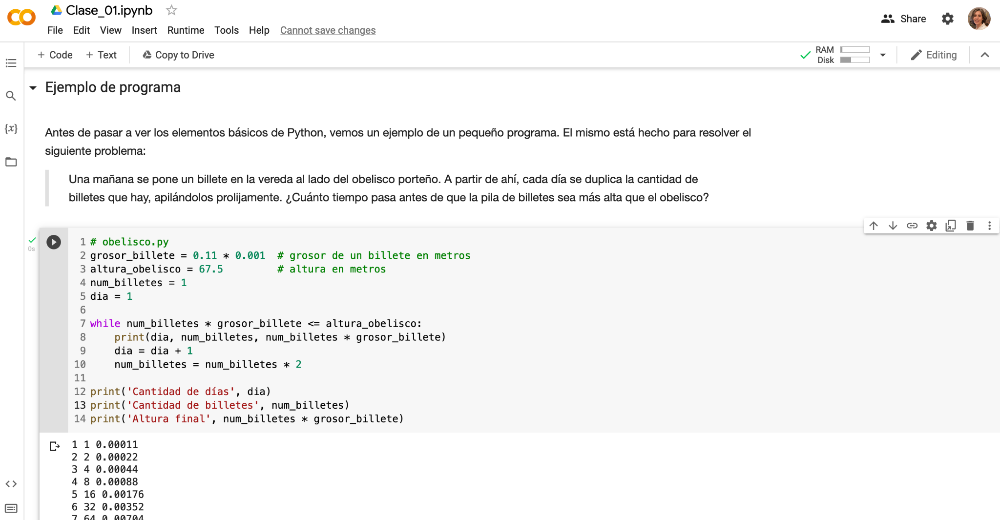 Clase_01.ipynb
File Edit View Insert Runtime Tools Help Cannot save changes
Share
+ Code + Text Copy to Drive
RAM
Disk
Editing
Ejemplo de programa
{x}
Antes de pasar a ver los elementos básicos de Python, vemos un ejemplo de un pequeño programa. El mismo está hecho para resolver el
siguiente problema:
Una mañana se pone un billete en la vereda al lado del obelisco porteño. A partir de ahí, cada día se duplica la cantidad de
billetes que hay, apilándolos prolijamente. ¿Cuánto tiempo pasa antes de que la pila de billetes sea más alta que el obelisco?
0s
1 # obelisco.py
2 grosor_billete = 0.11 * 0.001  # grosor de un billete en metros
3 altura_obelisco = 67.5         # altura en metros
4 num_billetes = 1
5 dia = 1
6
7 while num_billetes * grosor_billete <= altura_obelisco:
8     print(dia, num_billetes, num_billetes * grosor_billete)
9     dia = dia + 1
10     num_billetes = num_billetes * 2
11
12 print('Cantidad de días', dia)
13 print('Cantidad de billetes', num_billetes)
14 print('Altura final', num_billetes * grosor_billete)
1 1 0.00011
2 2 0.00022
3 4 0.00044
4 8 0.00088
5 16 0.00176
6 32 0.00352
7 64 0.00704